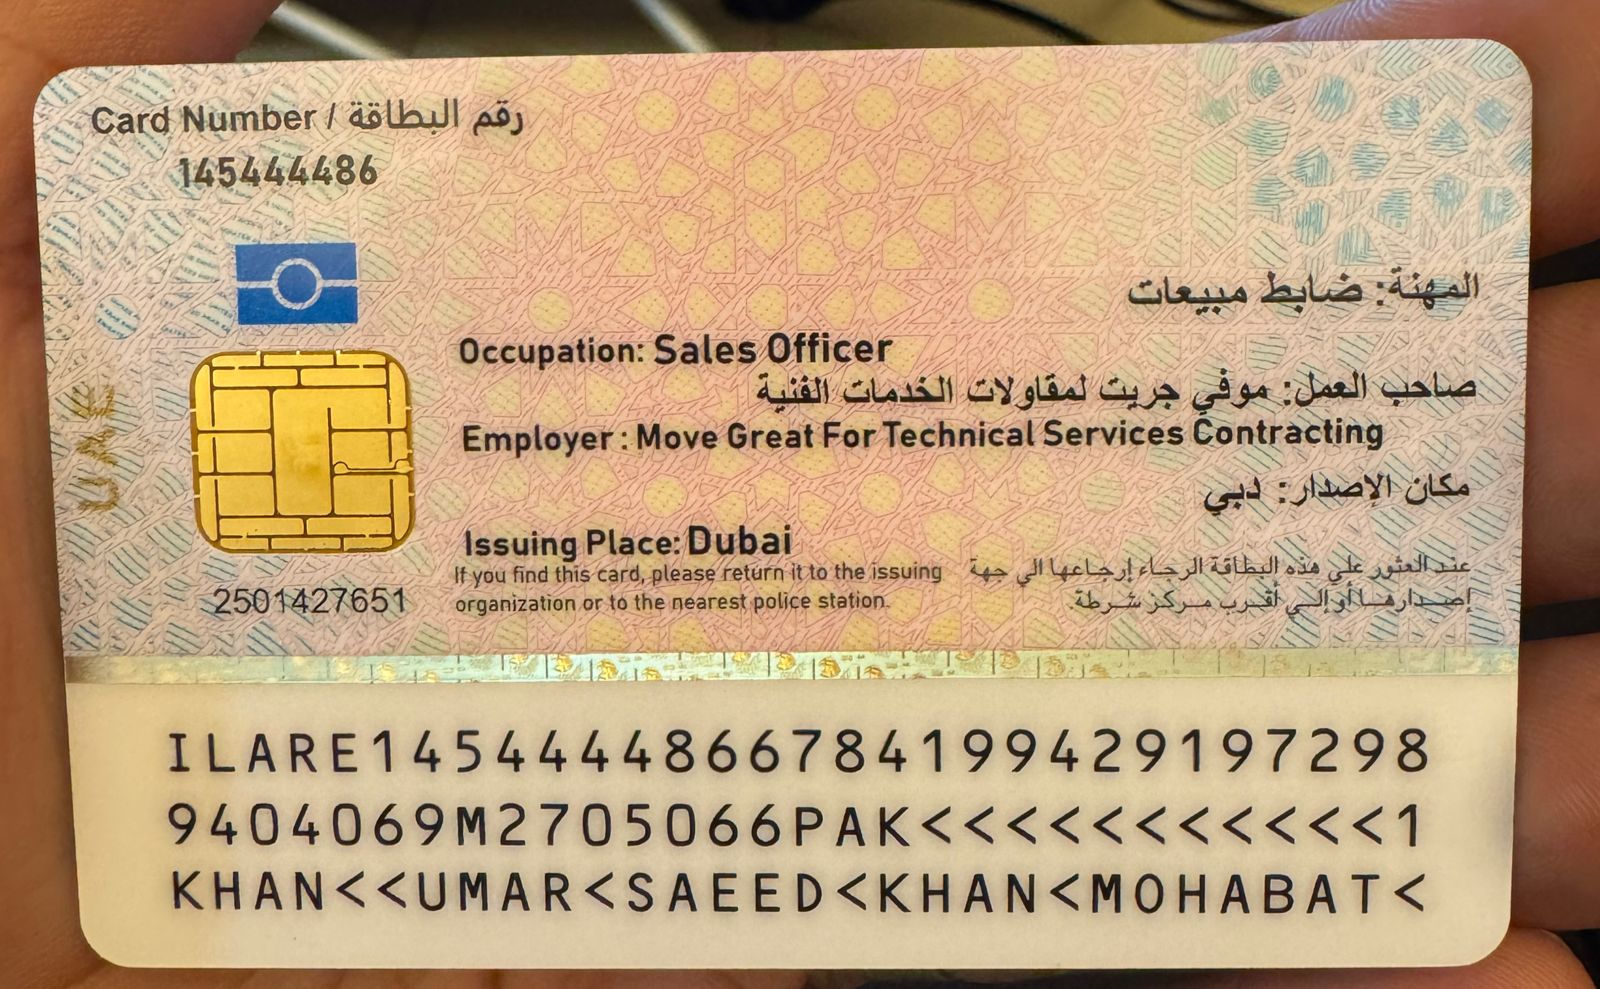 Card Number / رقم البطاقة
145444486
المهنة: ضابط مبيعات
Occupation: Sales Officer
صاحب العمل: موفي جريت لمقاولات الخدمات الفنية
Employer : Move Great For Technical Services Contracting
مكان الإصدار: دبي
Issuing Place: Dubai
If you find this card, please return it to the issuing
organization or to the nearest police station.
عند العثور علي هذه البطاقة الرجاء إرجاعها الي جهة
إصدارها أو إلي أقرب مركز شرطة.
UAE
2501427651
ILARE1454444866784199429197298
9404069M2705066PAK<<<<<<<<<<<1
KHAN<<UMAR<SAEED<KHAN<MOHABAT<